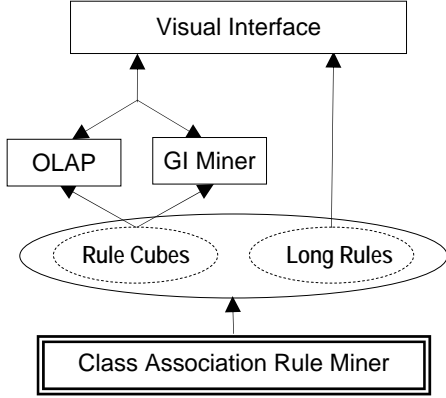 Visual Interface
OLAP
GI Miner
Rule Cubes
Long Rules
Class Association Rule Miner